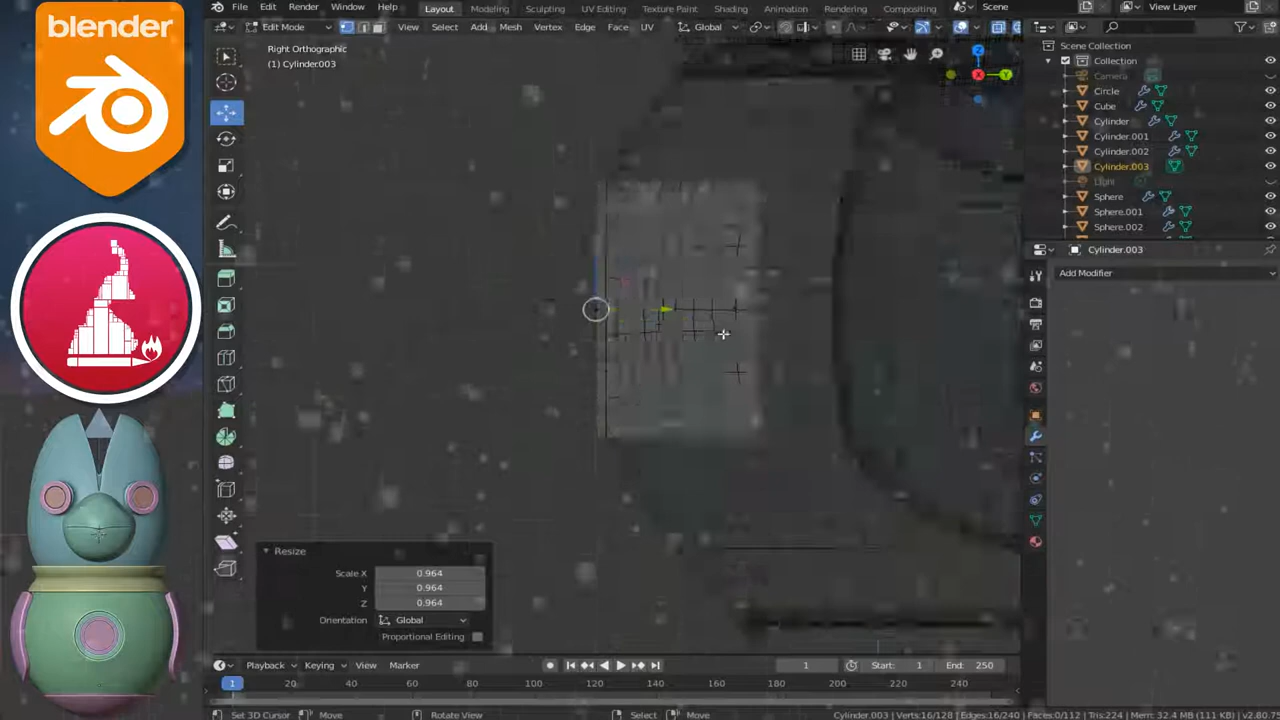 blender
File Edit Render Window Help
Layout Modeling Sculpting UV Editing Texture Paint Shading Animation Rendering Compositing
Scene
View Layer
Edit Mode
View Select Add Mesh Vertex Edge Face UV
Global
Right Orthographic
(1) Cylinder.003
Z
X
Y
Scene Collection
Collection
Camera
Circle
Cube
Cylinder
Cylinder.001
Cylinder.002
Cylinder.003
Light
Sphere
Sphere.001
Sphere.002
Cylinder.003
Add Modifier
Resize
Scale X 0.964
Y 0.964
Z 0.964
Orientation Global
Proportional Editing
Playback Keying View Marker
1
Start: 1
End: 250
1 20 40 60 80 100 120 140 160 180 200 220 240
Set 3D Cursor Move Rotate View Select Move
Cylinder.003 | Verts:16/128 | Edges:16/240 | Faces:0/112 | Tris:224 | Mem: 32.4 MB (111 KB) | v2.80.7